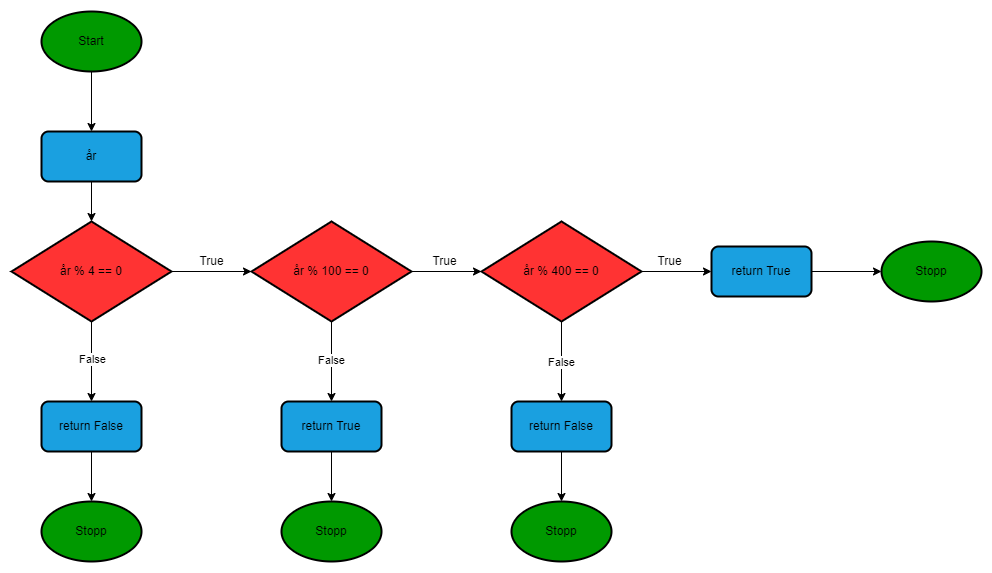 Start
år
år % 4 == 0
True
år % 100 == 0
True
år % 400 == 0
True
return True
Stopp
False
False
False
return False
return True
return False
Stopp
Stopp
Stopp